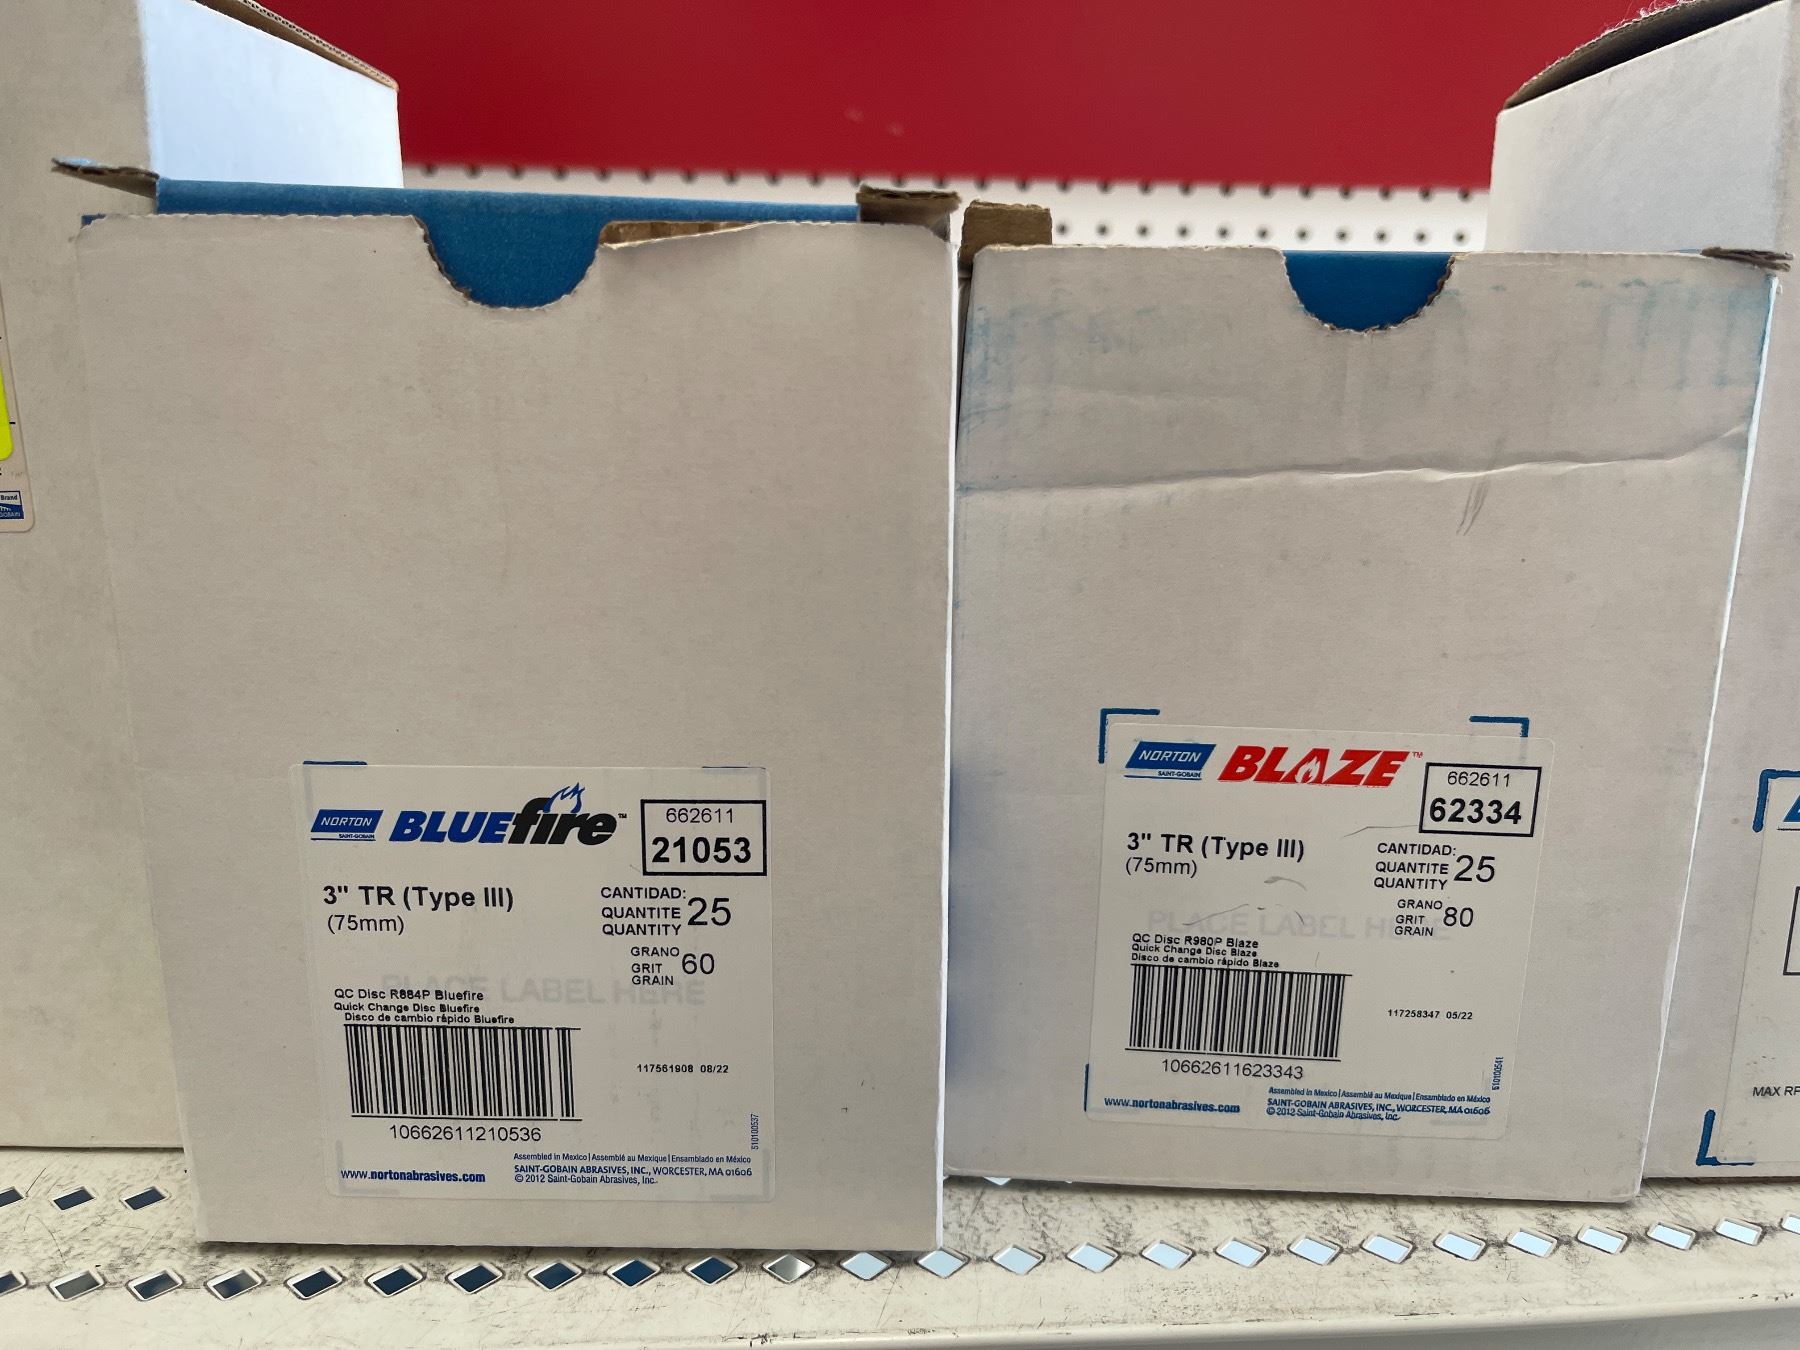 Brand
GOBAIN
NORTON
SAINT-GOBAIN
BLUEfire™
662611
21053
3" TR (Type III)
(75mm)
CANTIDAD:
QUANTITE 25
QUANTITY
GRANO
GRIT 60
GRAIN
PLACE LABEL HERE
QC Disc R884P Bluefire
Quick Change Disc Bluefire
Disco de cambio rápido Bluefire
117561908 08/22
10662611210536
510100537
Assembled in Mexico | Assemblé au Mexique | Ensamblado en México
www.nortonabrasives.com
SAINT-GOBAIN ABRASIVES, INC., WORCESTER, MA 01606
© 2012 Saint-Gobain Abrasives, Inc.
NORTON
SAINT-GOBAIN
BLAZE™
662611
62334
3" TR (Type III)
(75mm)
CANTIDAD:
QUANTITE 25
QUANTITY
GRANO
GRIT 80
GRAIN
PLACE LABEL HERE
QC Disc R980P Blaze
Quick Change Disc Blaze
Disco de cambio rápido Blaze
117258347 05/22
10662611623343
510100541
Assembled in Mexico | Assemblé au Mexique | Ensamblado en México
www.nortonabrasives.com
SAINT-GOBAIN ABRASIVES, INC., WORCESTER, MA 01606
© 2012 Saint-Gobain Abrasives, Inc.
MAX RP